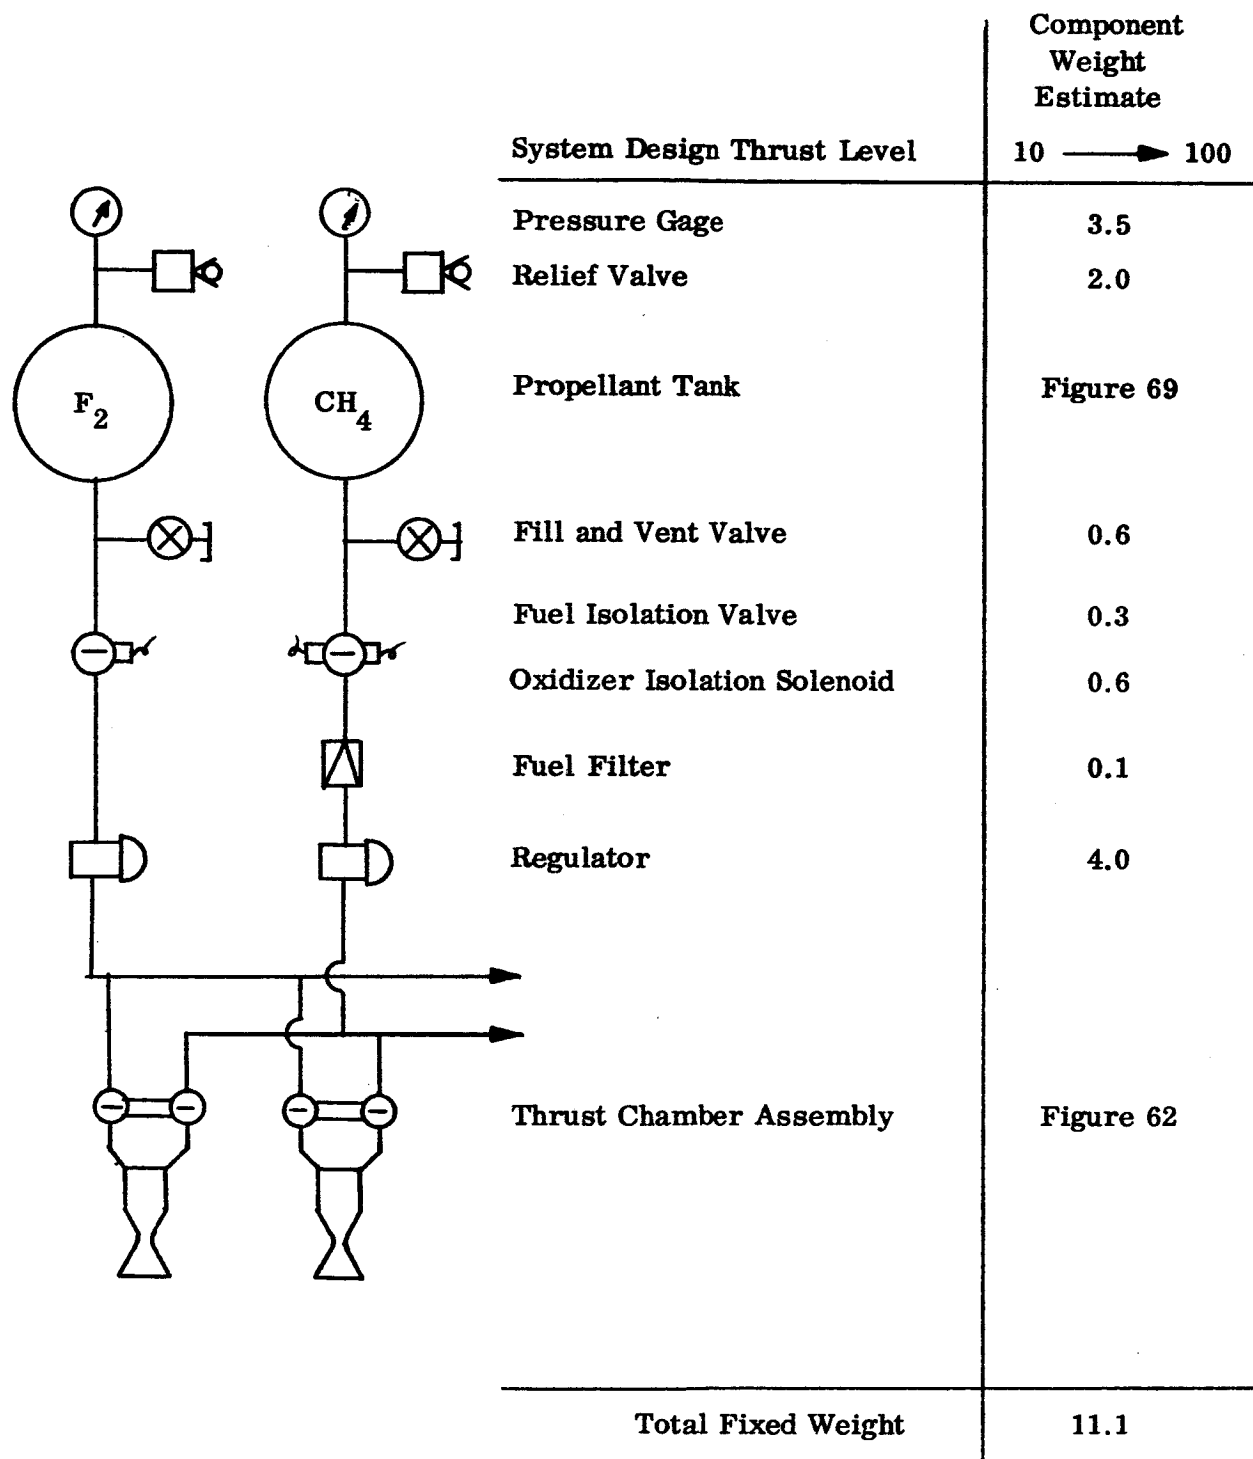 Component
Weight
Estimate
System Design Thrust Level 10 100
Pressure Gage 3.5
Relief Valve 2.0
F2 CH4 Propellant Tank Figure 69
Fill and Vent Valve 0.6
Fuel Isolation Valve 0.3
Oxidizer Isolation Solenoid 0.6
Fuel Filter 0.1
Regulator 4.0
Thrust Chamber Assembly Figure 62
Total Fixed Weight 11.1